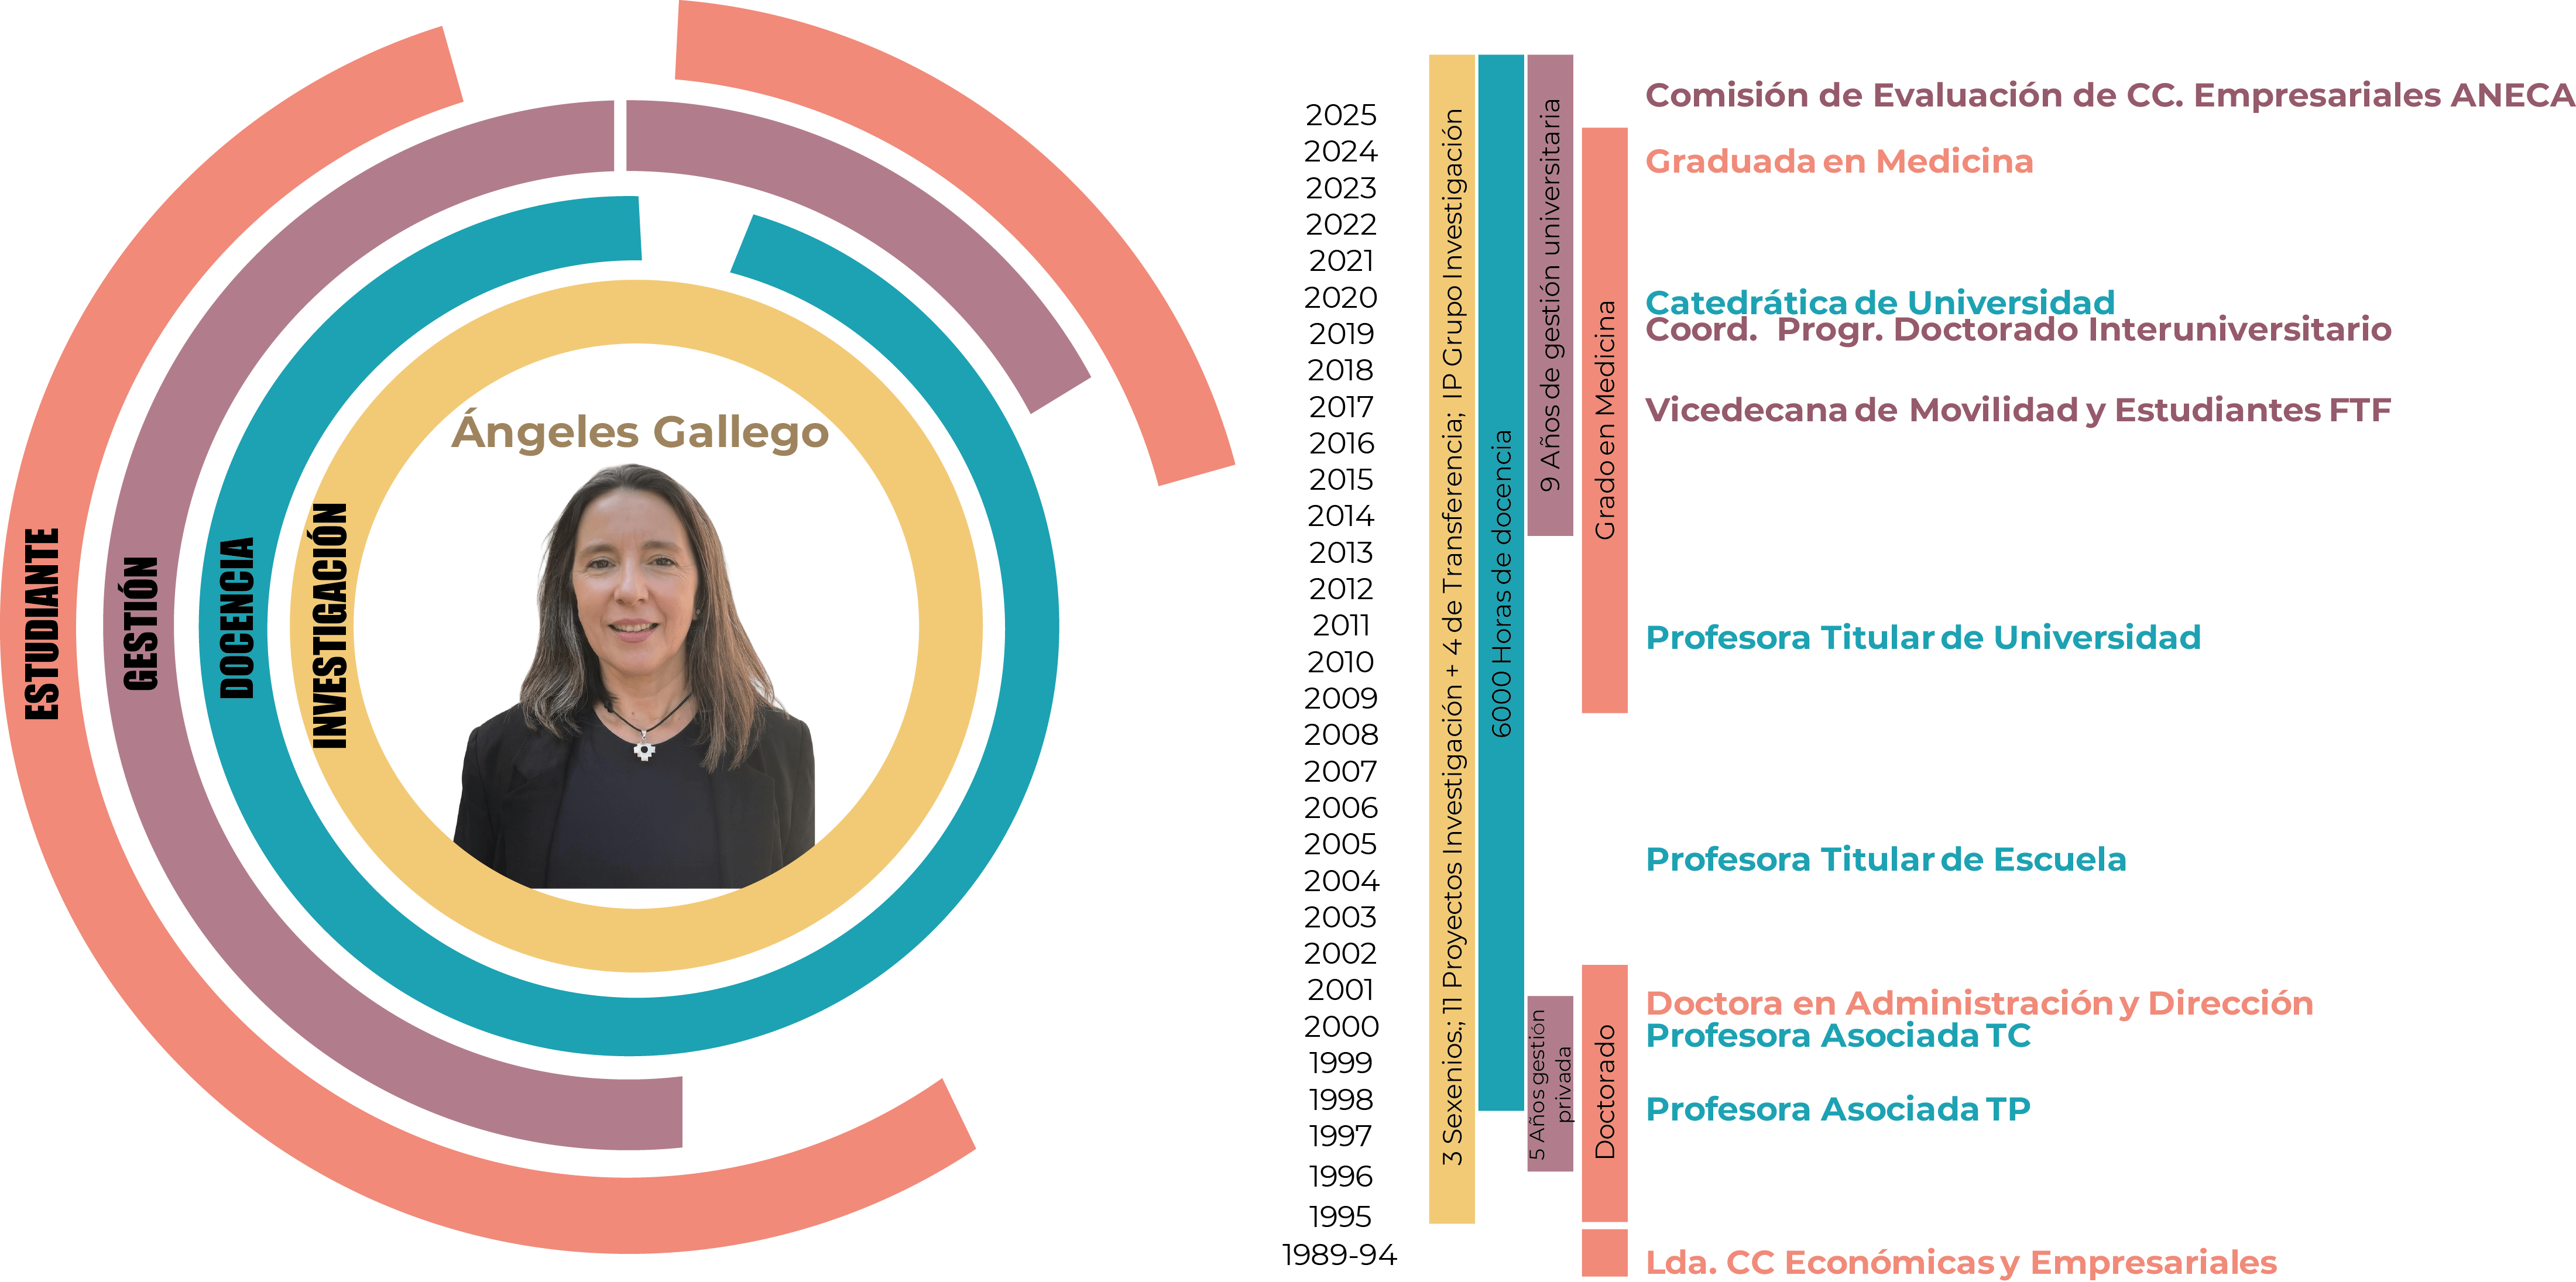 Ángeles Gallego
ESTUDIANTE
GESTIÓN
DOCENCIA
INVESTIGACIÓN
2025
2024
2023
2022
2021
2020
2019
2018
2017
2016
2015
2014
2013
2012
2011
2010
2009
2008
2007
2006
2005
2004
2003
2002
2001
2000
1999
1998
1997
1996
1995
1989-94
3 Sexenios.; 11 Proyectos Investigación + 4 de Transferencia; IP Grupo Investigación
6000 Horas de docencia
9 Años de gestión universitaria
5 Años gestión
privada
Grado en Medicina
Doctorado
Comisión de Evaluación de CC. Empresariales ANECA
Graduada en Medicina
Catedrática de Universidad
Coord. Progr. Doctorado Interuniversitario
Vicedecana de Movilidad y Estudiantes FTF
Profesora Titular de Universidad
Profesora Titular de Escuela
Doctora en Administración y Dirección
Profesora Asociada TC
Profesora Asociada TP
Lda. CC Económicas y Empresariales